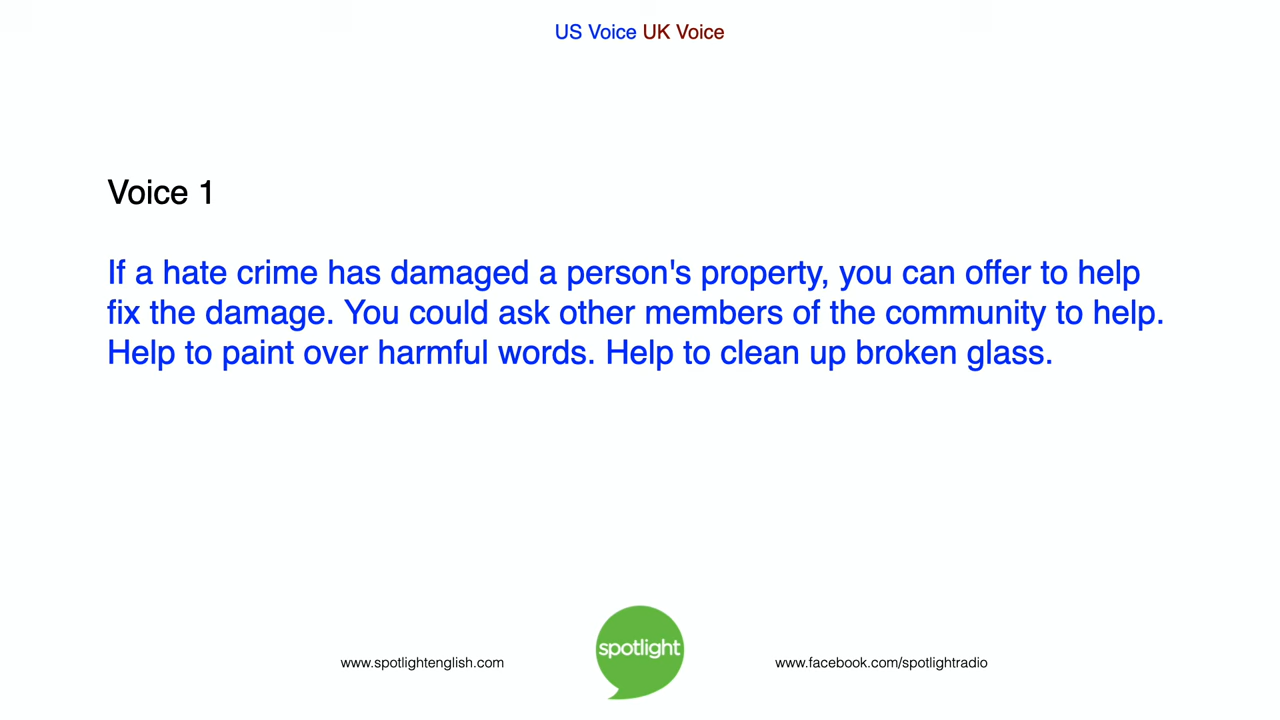 US Voice UK Voice
Voice 1
If a hate crime has damaged a person's property, you can offer to help
fix the damage. You could ask other members of the community to help.
Help to paint over harmful words. Help to clean up broken glass.
spotlight
www.spotlightenglish.com
www.facebook.com/spotlightradio